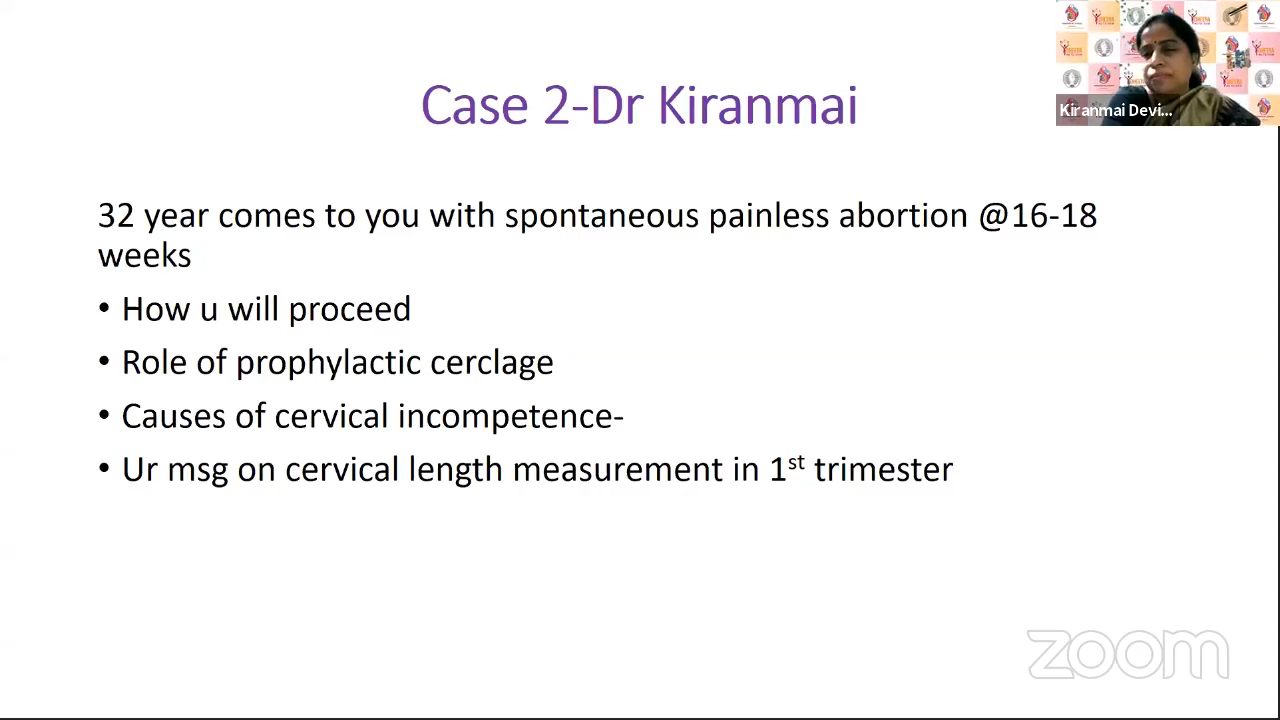 Case 2-Dr Kiranmai
Kiranmai Devi...
32 year comes to you with spontaneous painless abortion @16-18
weeks
• How u will proceed
• Role of prophylactic cerclage
• Causes of cervical incompetence-
• Ur msg on cervical length measurement in 1st trimester
zoom